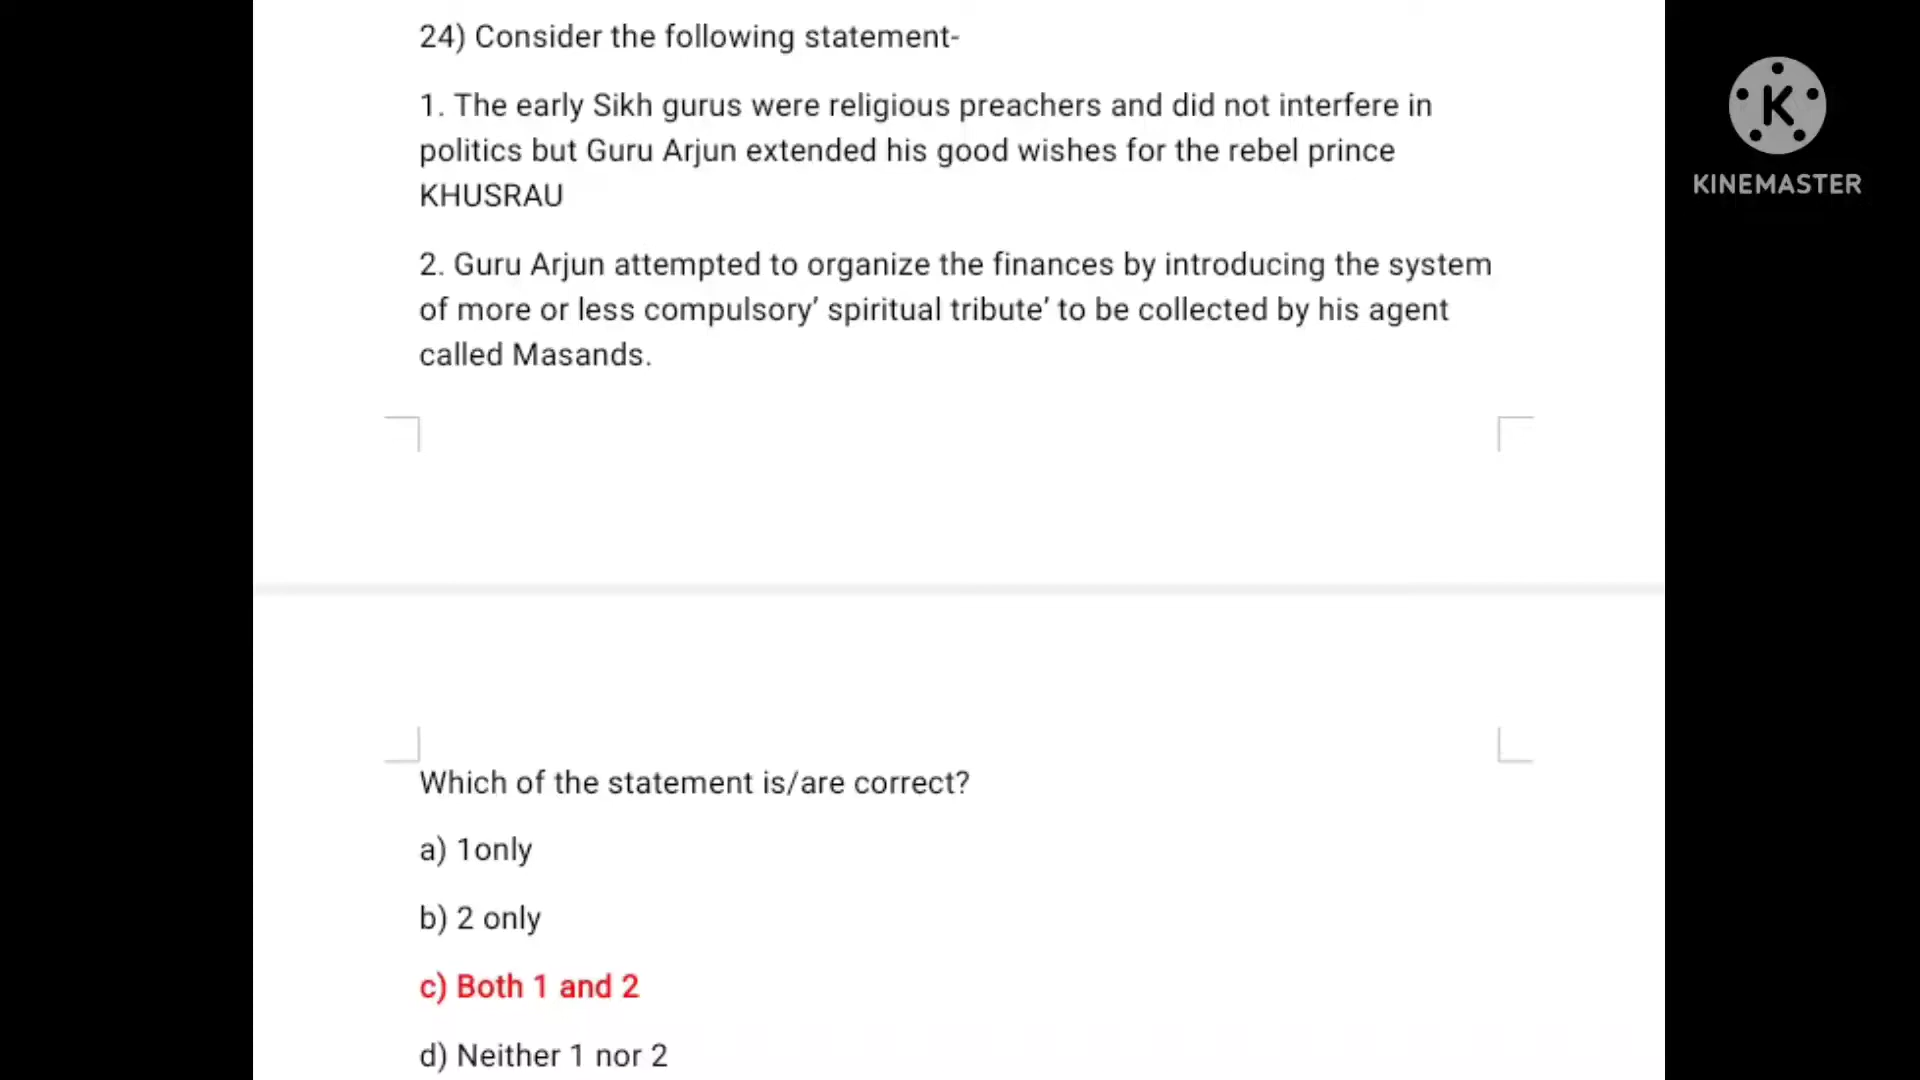 24) Consider the following statement-
1. The early Sikh gurus were religious preachers and did not interfere in
politics but Guru Arjun extended his good wishes for the rebel prince
KHUSRAU
2. Guru Arjun attempted to organize the finances by introducing the system
of more or less compulsory’ spiritual tribute’ to be collected by his agent
called Masands.
Which of the statement is/are correct?
a) 1only
b) 2 only
c) Both 1 and 2
d) Neither 1 nor 2
K
KINEMASTER